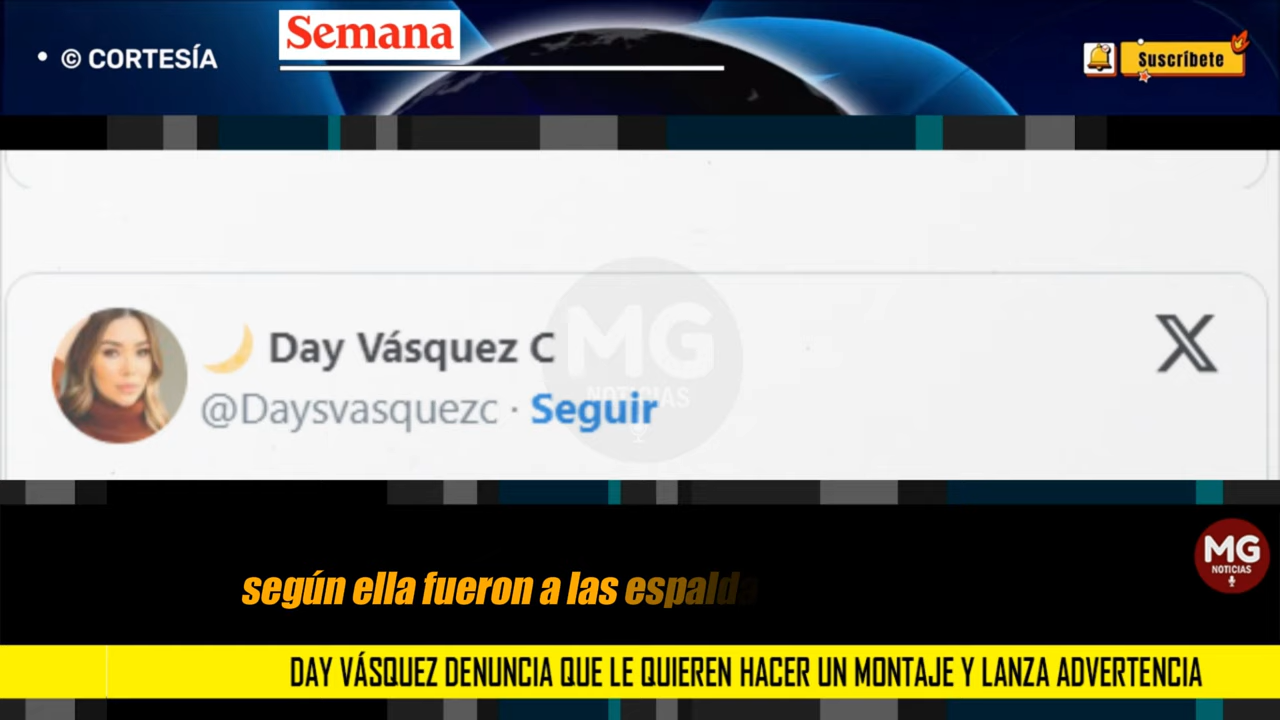 • © CORTESÍA
Semana
Suscríbete
🌙 Day Vásquez C
@Daysvasquezc · Seguir
MG
NOTICIAS
según ella fueron a las espalda
MG
NOTICIAS
DAY VÁSQUEZ DENUNCIA QUE LE QUIEREN HACER UN MONTAJE Y LANZA ADVERTENCIA